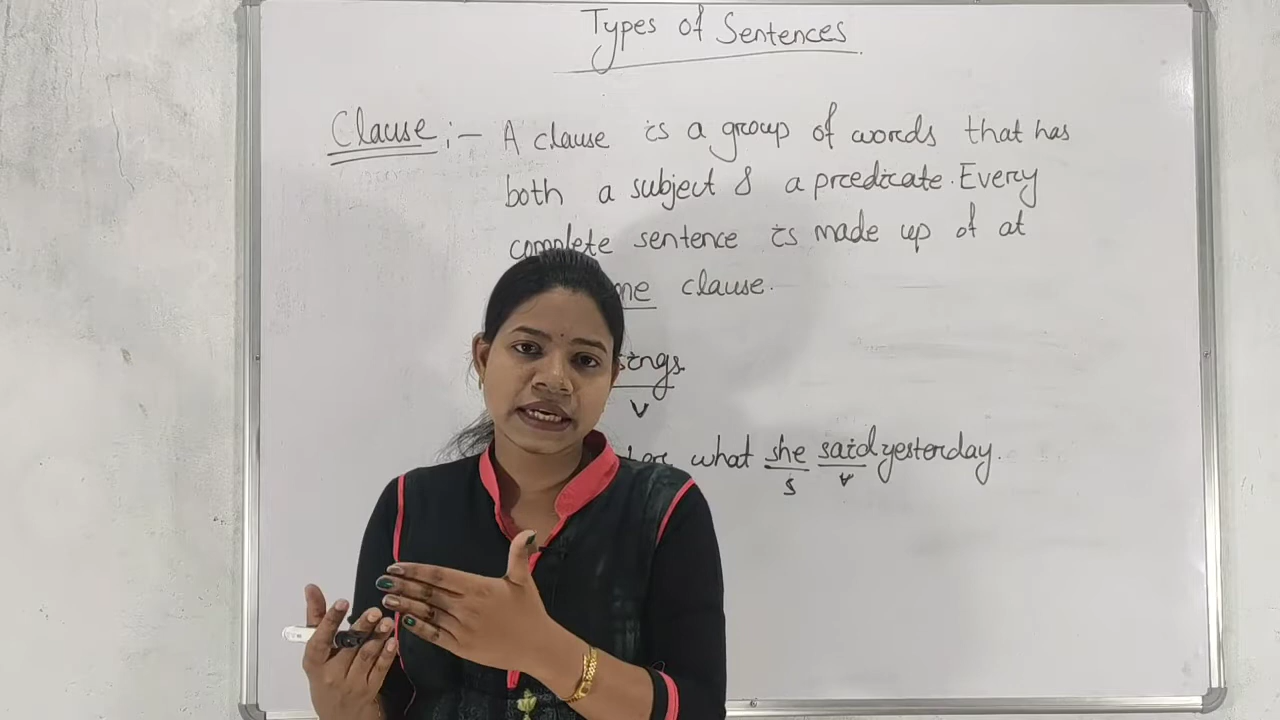 Types of Sentences
Clause :- A clause is a group of words that has
both a subject & a predicate. Every
complete sentence is made up of at
clause.
sings.
V
what she said yesterday.
S V